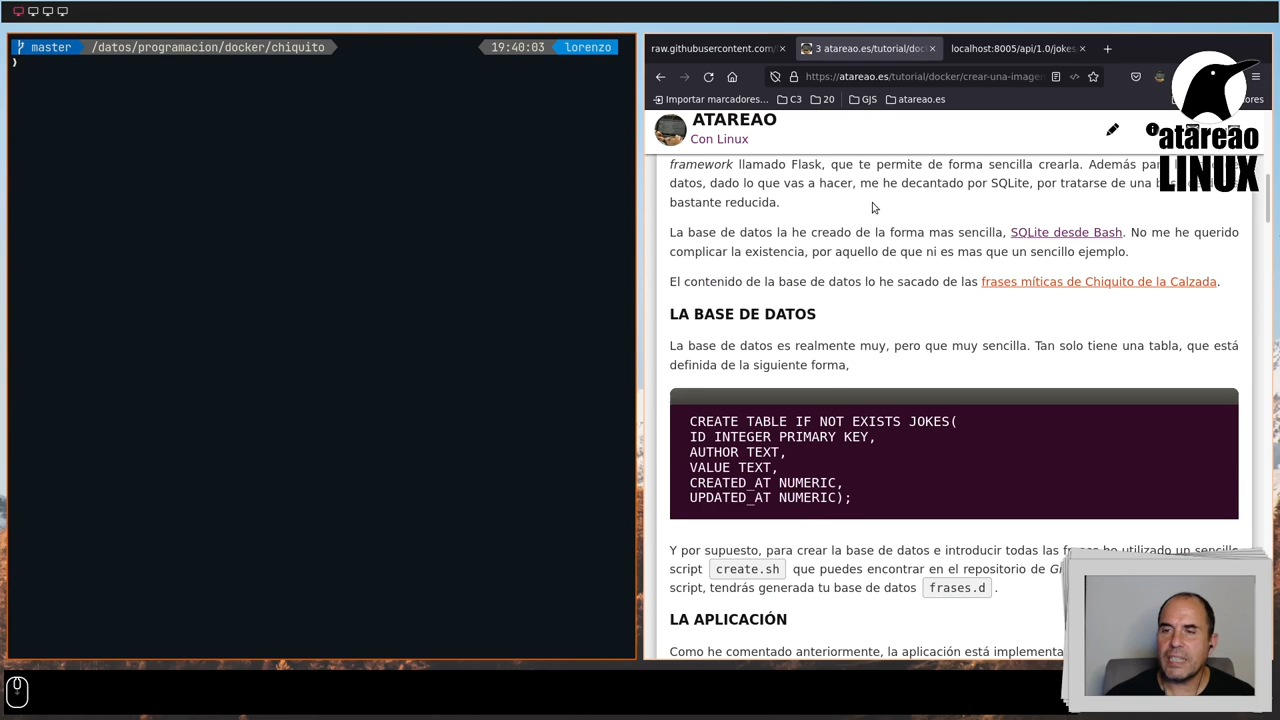 master /datos/programacion/docker/chiquito 19:40:03 lorenzo
❯
raw.githubusercontent.com/ 3 atareao.es/tutorial/doc localhost:8005/api/1.0/jokes
https://atareao.es/tutorial/docker/crear-una-imagen
Importar marcadores... C3 20 GJS atareao.es
ores
ATAREAO
Con Linux
atareao
LINUX
framework llamado Flask, que te permite de forma sencilla crearla. Además
datos, dado lo que vas a hacer, me he decantado por SQLite, por tratarse de una
bastante reducida.
La base de datos la he creado de la forma mas sencilla, SQLite desde Bash. No me he querido
complicar la existencia, por aquello de que ni es mas que un sencillo ejemplo.
El contenido de la base de datos lo he sacado de las frases míticas de Chiquito de la Calzada.
LA BASE DE DATOS
La base de datos es realmente muy, pero que muy sencilla. Tan solo tiene una tabla, que está
definida de la siguiente forma,
CREATE TABLE IF NOT EXISTS JOKES(
ID INTEGER PRIMARY KEY,
AUTHOR TEXT,
VALUE TEXT,
CREATED_AT NUMERIC,
UPDATED_AT NUMERIC);
Y por supuesto, para crear la base de datos e introducir todas las frases he utilizado un sencillo
script create.sh que puedes encontrar en el repositorio de
script, tendrás generada tu base de datos frases.d .
LA APLICACIÓN
Como he comentado anteriormente, la aplicación está